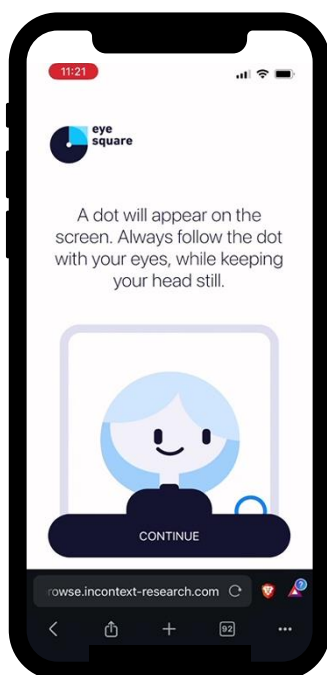 11:21
eye
square
A dot will appear on the
screen. Always follow the dot
with your eyes, while keeping
your head still.
CONTINUE
rowse.incontext-research.com
?
92